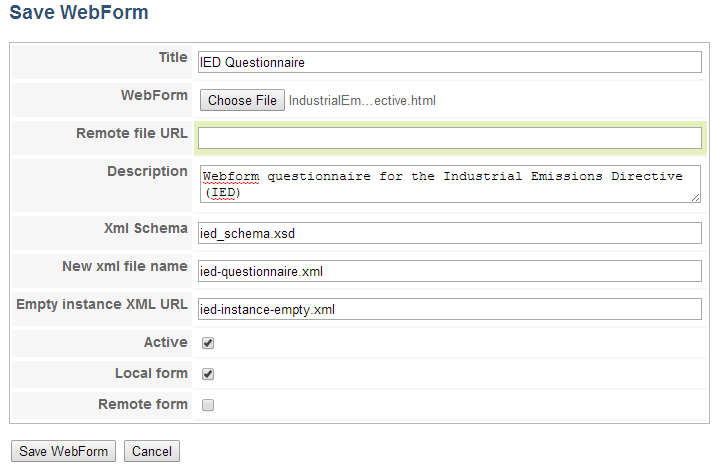 Save WebForm
Title IED Questionnaire
WebForm Choose File IndustrialEm...ective.html
Remote file URL
Description Webform questionnaire for the Industrial Emissions Directive
(IED)
Xml Schema ied_schema.xsd
New xml file name ied-questionnaire.xml
Empty instance XML URL ied-instance-empty.xml
Active
Local form
Remote form
Save WebForm Cancel